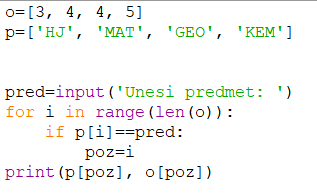 o=[3, 4, 4, 5]
p=['HJ', 'MAT', 'GEO', 'KEM']
pred=input('Unesi predmet: ')
for i in range(len(o)):
    if p[i]==pred:
        poz=i
print(p[poz], o[poz])